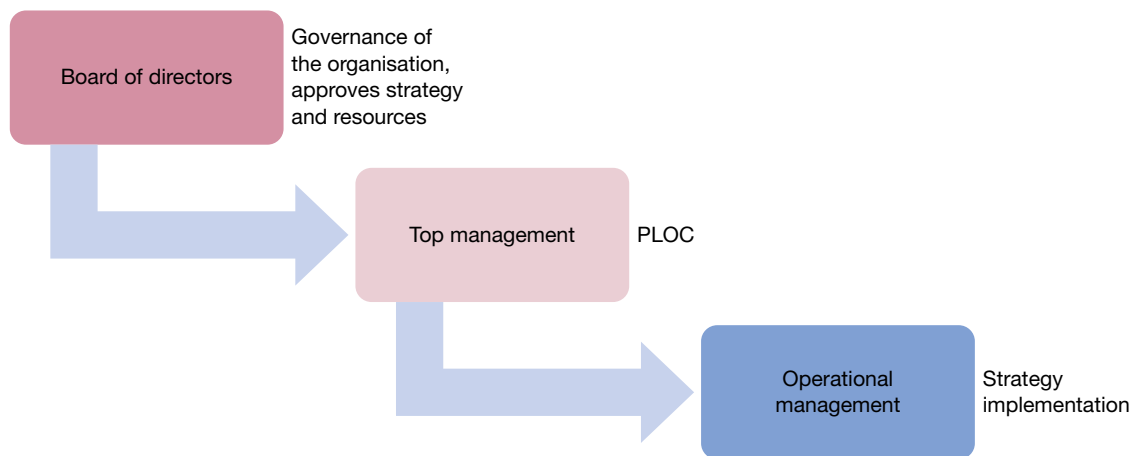 Board of directors
Governance of
the organisation,
approves strategy
and resources
Top management
PLOC
Operational
management
Strategy
implementation